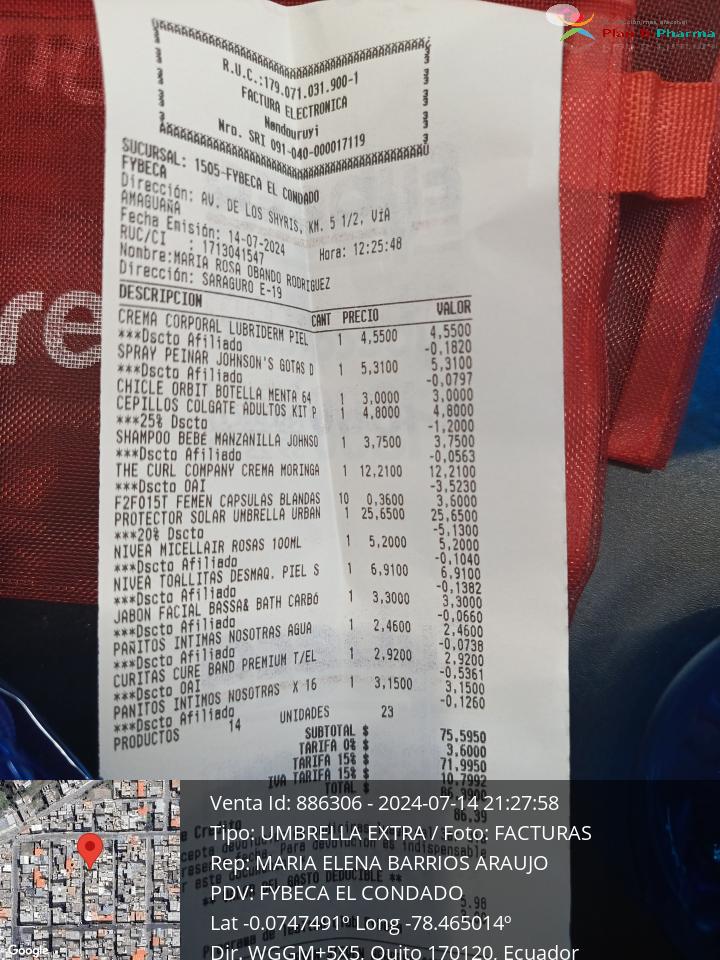 Plan B Pharma
R.U.C.:179.071.031.900-1
FACTURA ELECTRONICA
Nandouruyi
Nro. SRI 091-040-000017119
SUCURSAL: 1505-FYBECA EL CONDADO
FYBECA
Dirección: AV. DE LOS SHYRIS, KM. 5 1/2, VIA
AMAGUAÑA
Fecha Emisión: 14-07-2024 Hora: 12:25:48
RUC/CI : 1713041547
Nombre:MARIA ROSA OBANDO RODRIGUEZ
Dirección: SARAGURO E-19
DESCRIPCION CANT PRECIO VALOR
CREMA CORPORAL LUBRIDERM PIEL 1 4,5500 4,5500
***Dscto Afiliado -0,1820
SPRAY PEINAR JOHNSON'S GOTAS D 1 5,3100 5,3100
***Dscto Afiliado -0,0797
CHICLE ORBIT BOTELLA MENTA 64 1 3,0000 3,0000
CEPILLOS COLGATE ADULTOS KIT P 1 4,8000 4,8000
***25% Dscto -1,2000
SHAMPOO BEBÉ MANZANILLA JOHNSO 1 3,7500 3,7500
***Dscto Afiliado -0,0563
THE CURL COMPANY CREMA MORINGA 1 12,2100 12,2100
***Dscto OAI -3,5230
F2F015T FEMEN CAPSULAS BLANDAS 10 0,3600 3,6000
PROTECTOR SOLAR UMBRELLA URBAN 1 25,6500 25,6500
***20% Dscto -5,1300
NIVEA MICELLAIR ROSAS 100ML 1 5,2000 5,2000
***Dscto Afiliado -0,1040
NIVEA TOALLITAS DESMAQ. PIEL S 1 6,9100 6,9100
***Dscto Afiliado -0,1382
JABON FACIAL BASSA& BATH CARBÓ 1 3,3000 3,3000
***Dscto Afiliado -0,0660
PAÑITOS INTIMAS NOSOTRAS AGUA 1 2,4600 2,4600
***Dscto Afiliado -0,0738
CURITAS CURE BAND PREMIUM T/EL 1 2,9200 2,9200
***Dscto OAI -0,5361
PANITOS INTIMOS NOSOTRAS X 16 1 3,1500 3,1500
***Dscto Afiliado -0,1260
PRODUCTOS 14 UNIDADES 23
SUBTOTAL $ 75.5950
TARIFA 0% $ 3.6000
TARIFA 15% $ 71.9950
IVA TARIFA 15% $ 10.7992
TOTAL $
86.39
GASTO DEDUCIBLE **
5.98
re
Venta Id: 886306 - 2024-07-14 21:27:58
Tipo: UMBRELLA EXTRA / Foto: FACTURAS
Rep: MARIA ELENA BARRIOS ARAUJO
PDV: FYBECA EL CONDADO
Lat -0.0747491º Long -78.465014º
Dir. WGGM+5X5, Quito 170120, Ecuador
Google